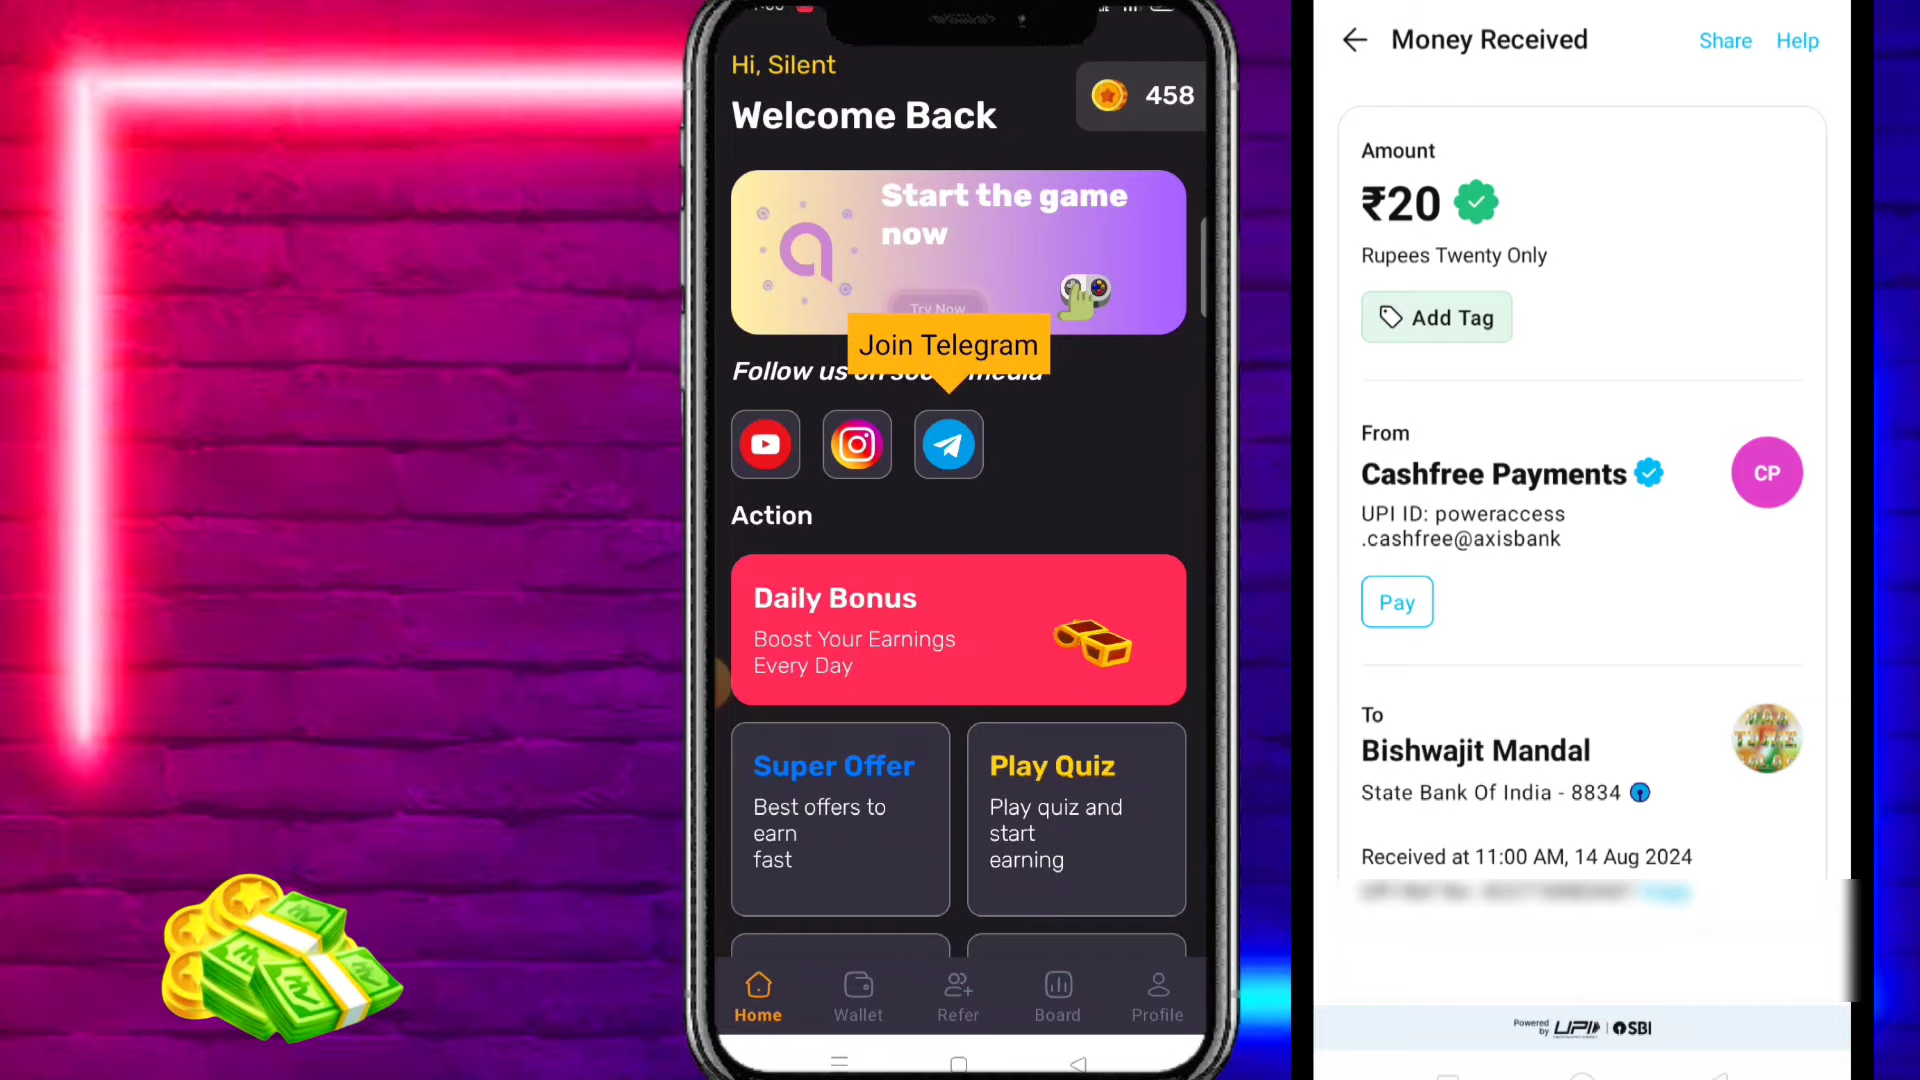 Hi, Silent
458
Welcome Back
Start the game
now
Try Now
Join Telegram
Follow us on social media
Action
Daily Bonus
Boost Your Earnings
Every Day
Super Offer
Best offers to
earn
fast
Play Quiz
Play quiz and
start
earning
Home
Wallet
Refer
Board
Profile
Money Received
Share
Help
Amount
₹20
Rupees Twenty Only
Add Tag
From
Cashfree Payments
CP
UPI ID: poweraccess
.cashfree@axisbank
Pay
To
Bishwajit Mandal
State Bank Of India - 8834
Received at 11:00 AM, 14 Aug 2024
Powered
by
UPI
SBI